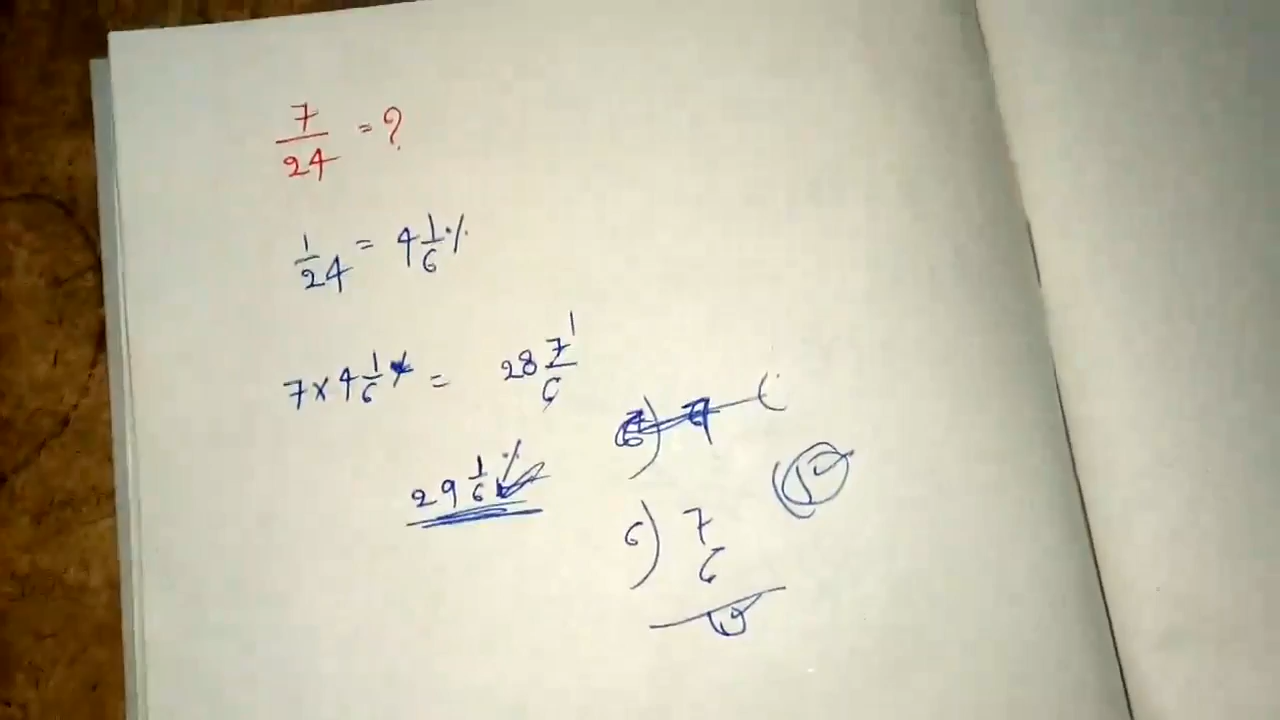 7/24 = ?
1/24 = 4 1/6 %
7 × 4 1/6 = 28 7/6 1
29 1/6 %
6) 7
6